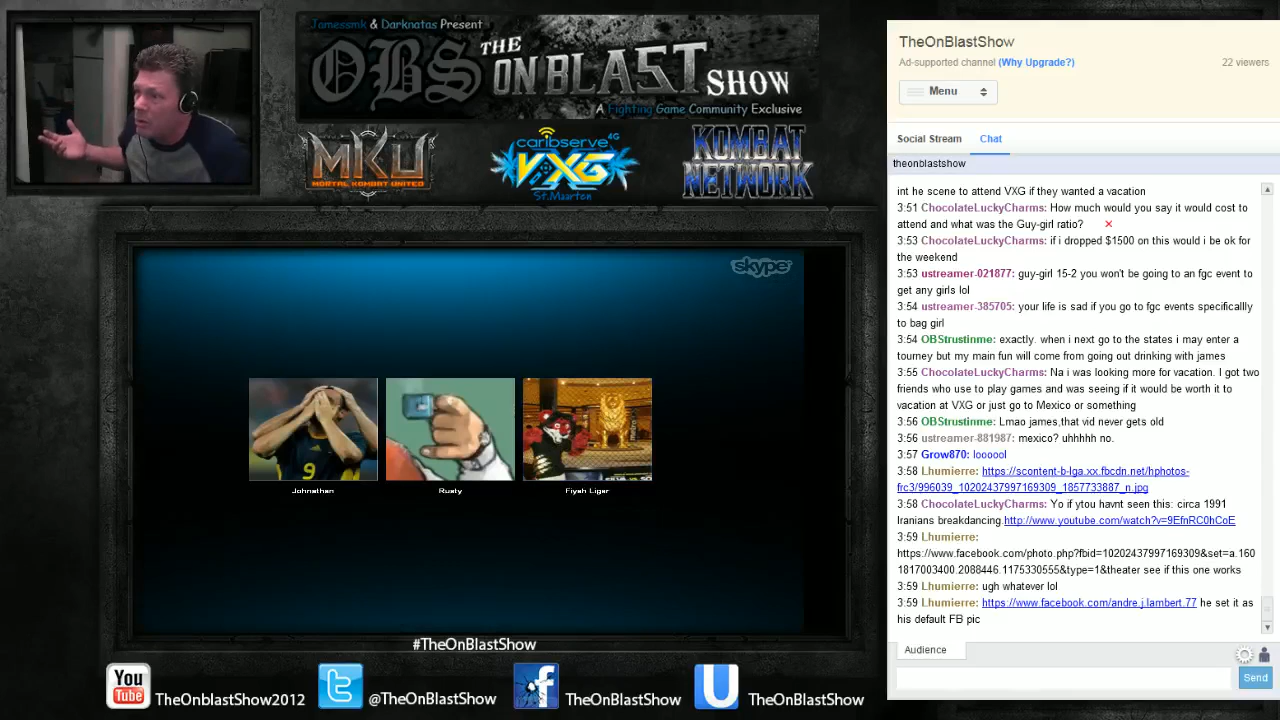 Jamessmk & Darknatas Present
OBS THE ON BLAST SHOW
A Fighting Game Community Exclusive
MKU
MORTAL KOMBAT UNITED
caribserve 4G
VXG
St.Maarten
KOMBAT
NETWORK
skype
9
Johnathan
Rusty
Fiyah Liger
#TheOnBlastShow
You
Tube
TheOnblastShow2012
@TheOnBlastShow
TheOnBlastShow
TheOnBlastShow
TheOnBlastShow
Ad-supported channel (Why Upgrade?)
22 viewers
Menu
Social Stream
Chat
theonblastshow
int he scene to attend VXG if they wanted a vacation
3:51 ChocolateLuckyCharms: How much would you say it would cost to
attend and what was the Guy-girl ratio?
3:53 ChocolateLuckyCharms: if i dropped $1500 on this would i be ok for
the weekend
3:53 ustreamer-021877: guy-girl 15-2 you won't be going to an fgc event to
get any girls lol
3:54 ustreamer-385705: your life is sad if you go to fgc events specificallly
to bag girl
3:54 OBStrustinme: exactly. when i next go to the states i may enter a
tourney but my main fun will come from going out drinking with james
3:55 ChocolateLuckyCharms: Na i was looking more for vacation. I got two
friends who use to play games and was seeing if it would be worth it to
vacation at VXG or just go to Mexico or something
3:56 OBStrustinme: Lmao james,that vid never gets old
3:56 ustreamer-881987: mexico? uhhhhh no.
3:57 Grow870: loooool
3:58 Lhumierre: https://scontent-b-lga.xx.fbcdn.net/hphotos-
frc3/996039_10202437997169309_1857733887_n.jpg
3:58 ChocolateLuckyCharms: Yo if ytou havnt seen this: circa 1991
Iranians breakdancing.http://www.youtube.com/watch?v=9EfnRC0hCoE
3:59 Lhumierre:
https://www.facebook.com/photo.php?fbid=10202437997169309&set=a.160
1817003400.2088446.1175330555&type=1&theater see if this one works
3:59 Lhumierre: ugh whatever lol
3:59 Lhumierre: https://www.facebook.com/andre.j.lambert.77 he set it as
his default FB pic
Audience
Send